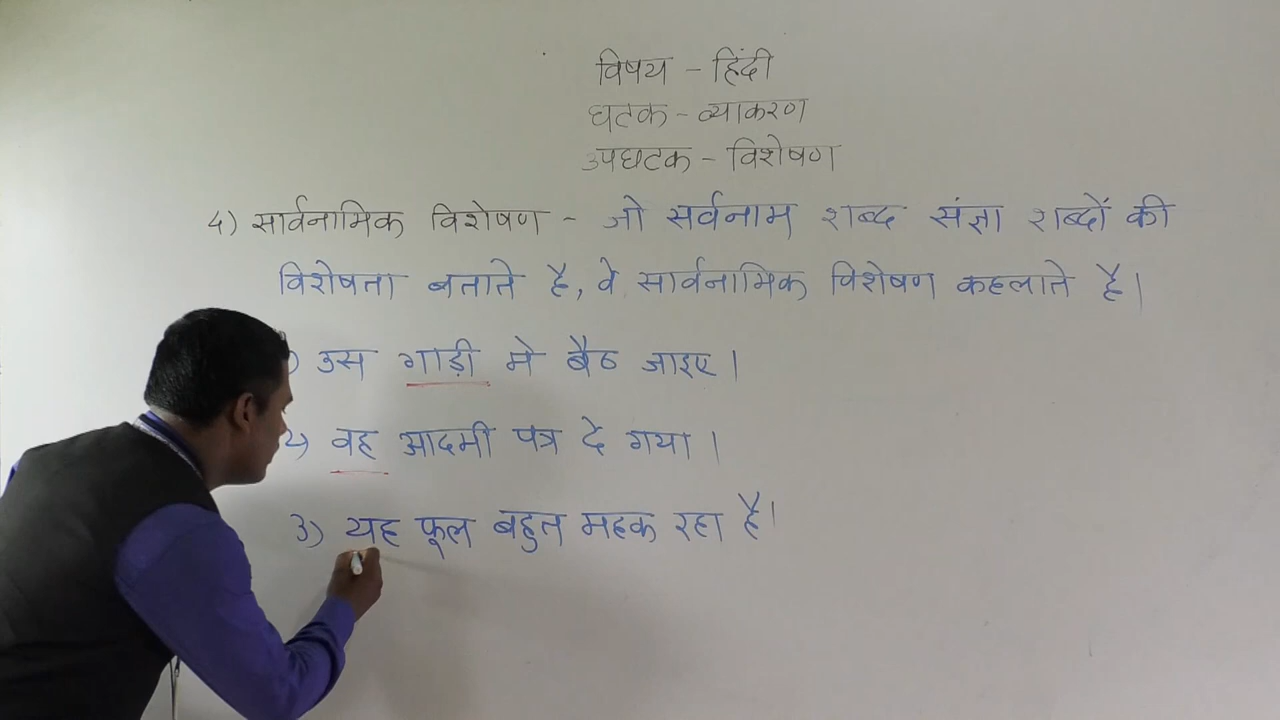 विषय - हिंदी
घटक - व्याकरण
उपघटक - विशेषण
4) सार्वनामिक विशेषण - जो सर्वनाम शब्द संज्ञा शब्दों की
विशेषता बताते है, वे सार्वनामिक विशेषण कहलाते है।
) उस गाड़ी मे बैठ जाइए।
२) वह आदमी पत्र दे गया।
3) यह फूल बहुत महक रहा है।